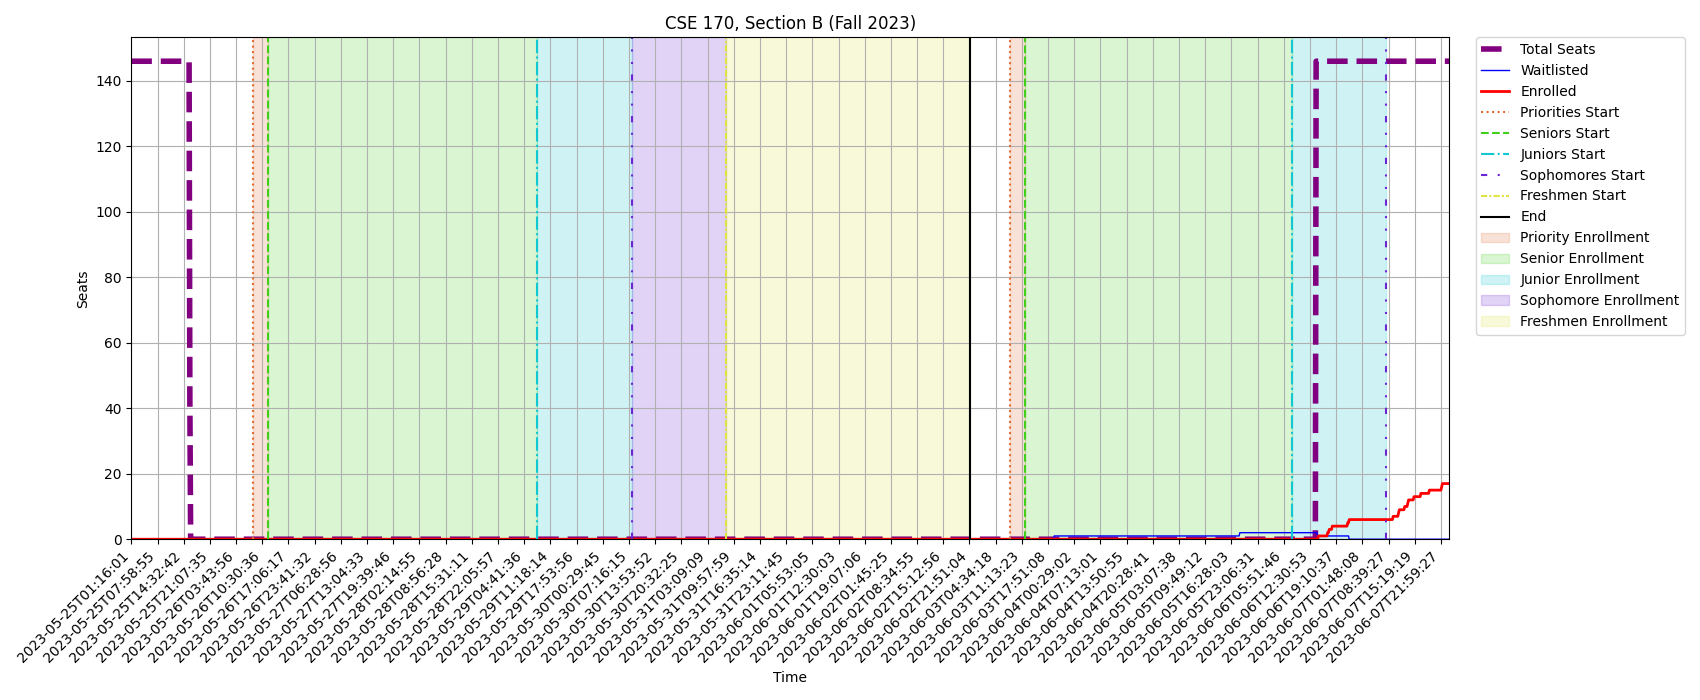 CSE 170, Section B (Fall 2023)
Seats
140
120
100
80
60
40
20
0
2023-05-25T01:16:01
2023-05-25T07:58:55
2023-05-25T14:32:42
2023-05-25T21:07:35
2023-05-26T03:43:56
2023-05-26T10:30:36
2023-05-26T17:06:17
2023-05-26T23:41:32
2023-05-27T06:28:56
2023-05-27T13:04:33
2023-05-27T19:39:46
2023-05-28T02:14:55
2023-05-28T08:56:28
2023-05-28T15:31:11
2023-05-28T22:05:57
2023-05-29T04:41:36
2023-05-29T11:18:14
2023-05-29T17:53:56
2023-05-30T00:29:45
2023-05-30T07:16:15
2023-05-30T13:53:52
2023-05-30T20:32:25
2023-05-31T03:09:09
2023-05-31T09:57:59
2023-05-31T16:35:14
2023-05-31T23:11:45
2023-06-01T05:53:05
2023-06-01T12:30:03
2023-06-01T19:07:06
2023-06-02T01:45:25
2023-06-02T08:34:55
2023-06-02T15:12:56
2023-06-02T21:51:04
2023-06-03T04:34:18
2023-06-03T11:13:23
2023-06-03T17:51:08
2023-06-04T00:29:02
2023-06-04T07:13:01
2023-06-04T13:50:55
2023-06-04T20:28:41
2023-06-05T03:07:38
2023-06-05T09:49:12
2023-06-05T16:28:03
2023-06-05T23:06:31
2023-06-06T05:51:46
2023-06-06T12:30:53
2023-06-06T19:10:37
2023-06-07T01:48:08
2023-06-07T08:39:27
2023-06-07T15:19:19
2023-06-07T21:59:27
Time
Total Seats
Waitlisted
Enrolled
Priorities Start
Seniors Start
Juniors Start
Sophomores Start
Freshmen Start
End
Priority Enrollment
Senior Enrollment
Junior Enrollment
Sophomore Enrollment
Freshmen Enrollment